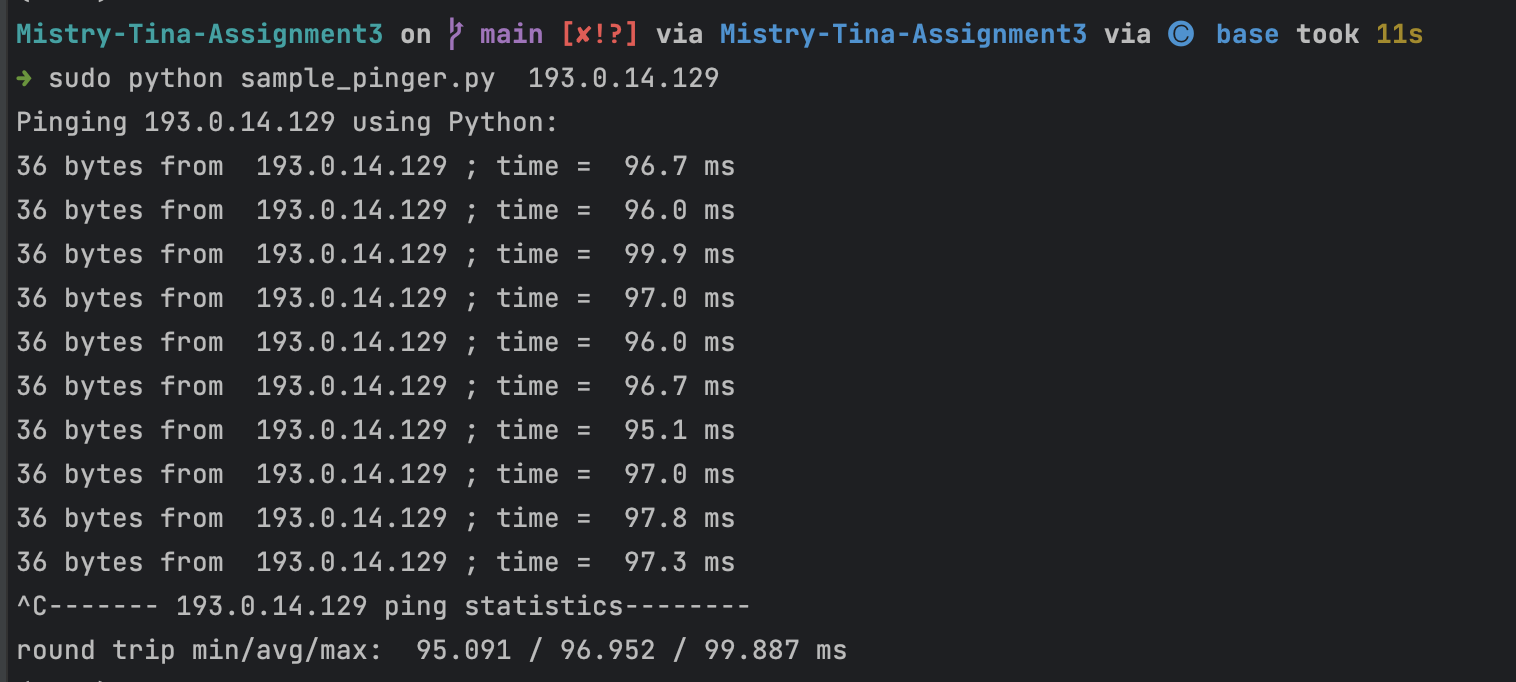 Mistry-Tina-Assignment3 on main [✘!?] via Mistry-Tina-Assignment3 via © base took 11s
→ sudo python sample_pinger.py  193.0.14.129
Pinging 193.0.14.129 using Python:
36 bytes from  193.0.14.129 ; time =  96.7 ms
36 bytes from  193.0.14.129 ; time =  96.0 ms
36 bytes from  193.0.14.129 ; time =  99.9 ms
36 bytes from  193.0.14.129 ; time =  97.0 ms
36 bytes from  193.0.14.129 ; time =  96.0 ms
36 bytes from  193.0.14.129 ; time =  96.7 ms
36 bytes from  193.0.14.129 ; time =  95.1 ms
36 bytes from  193.0.14.129 ; time =  97.0 ms
36 bytes from  193.0.14.129 ; time =  97.8 ms
36 bytes from  193.0.14.129 ; time =  97.3 ms
^C------- 193.0.14.129 ping statistics--------
round trip min/avg/max:  95.091 / 96.952 / 99.887 ms